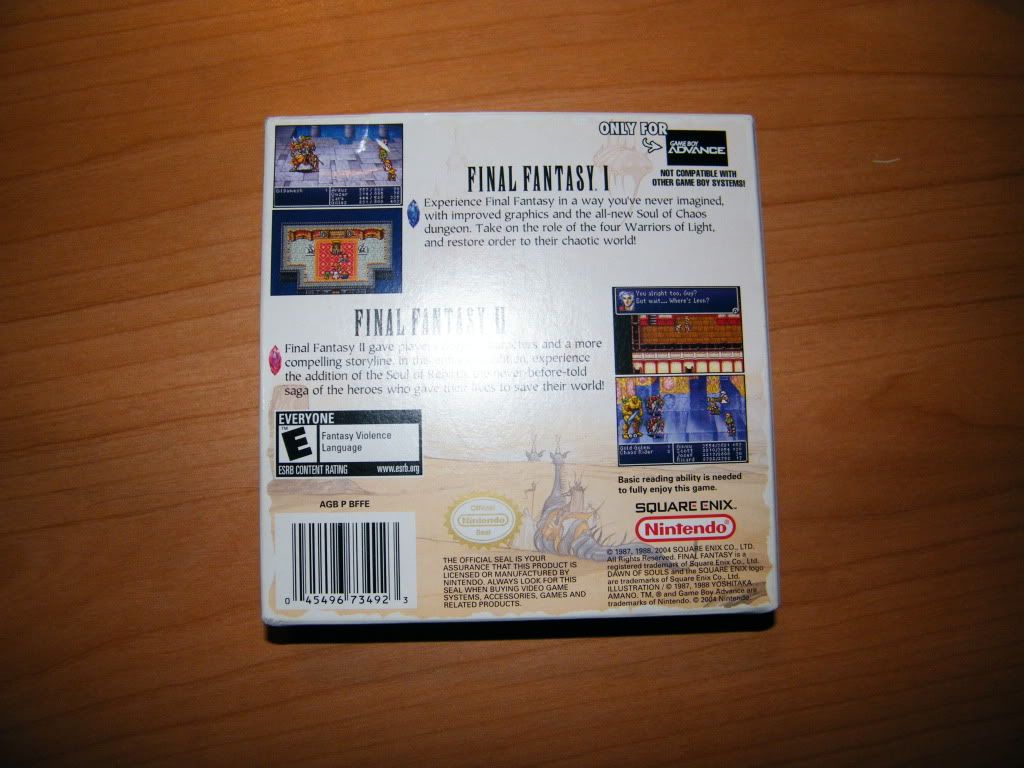 ONLY FOR
GAME BOY
ADVANCE
NOT COMPATIBLE WITH
OTHER GAME BOY SYSTEMS!
FINAL FANTASY I
Experience Final Fantasy in a way you've never imagined,
with improved graphics and the all-new Soul of Chaos
dungeon. Take on the role of the four Warriors of Light,
and restore order to their chaotic world!
You alright too, Guy?
But wait... Where's Leon?
FINAL FANTASY II
Final Fantasy II gave and a more
compelling storyline. In this experience
the addition of the Soul of never-before-told
saga of the heroes who gave their lives to save their world!
EVERYONE
E
TM
Fantasy Violence
Language
ESRB CONTENT RATING www.esrb.org
Basic reading ability is needed
to fully enjoy this game.
SQUARE ENIX™
Nintendo®
AGB P BFFE
Official
Nintendo
Seal
THE OFFICIAL SEAL IS YOUR
ASSURANCE THAT THIS PRODUCT IS
LICENSED OR MANUFACTURED BY
NINTENDO. ALWAYS LOOK FOR THIS
SEAL WHEN BUYING VIDEO GAME
SYSTEMS, ACCESSORIES, GAMES AND
RELATED PRODUCTS.
© 1987, 1988, 2004 SQUARE ENIX CO., LTD.
All Rights Reserved. FINAL FANTASY is a
registered trademark of Square Enix Co., Ltd.
DAWN OF SOULS and the SQUARE ENIX logo
are trademarks of Square Enix Co., Ltd.
ILLUSTRATION / © 1987, 1988 YOSHITAKA
AMANO. TM, ® and Game Boy Advance are
trademarks of Nintendo. © 2004 Nintendo.
0 45496 73492 3